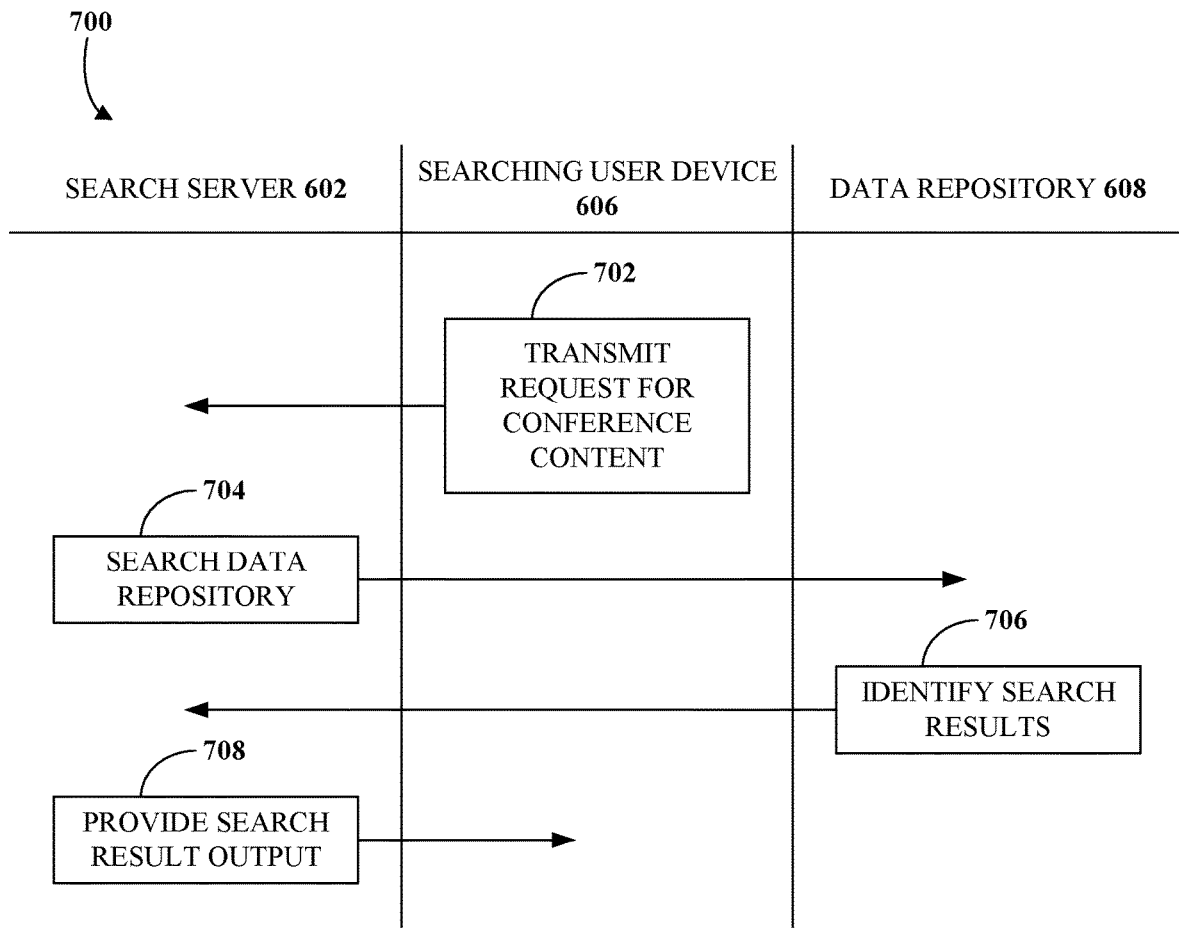 700
SEARCH SERVER 602
SEARCHING USER DEVICE
606
DATA REPOSITORY 608
702
TRANSMIT
REQUEST FOR
CONFERENCE
CONTENT
704
SEARCH DATA
REPOSITORY
706
IDENTIFY SEARCH
RESULTS
708
PROVIDE SEARCH
RESULT OUTPUT